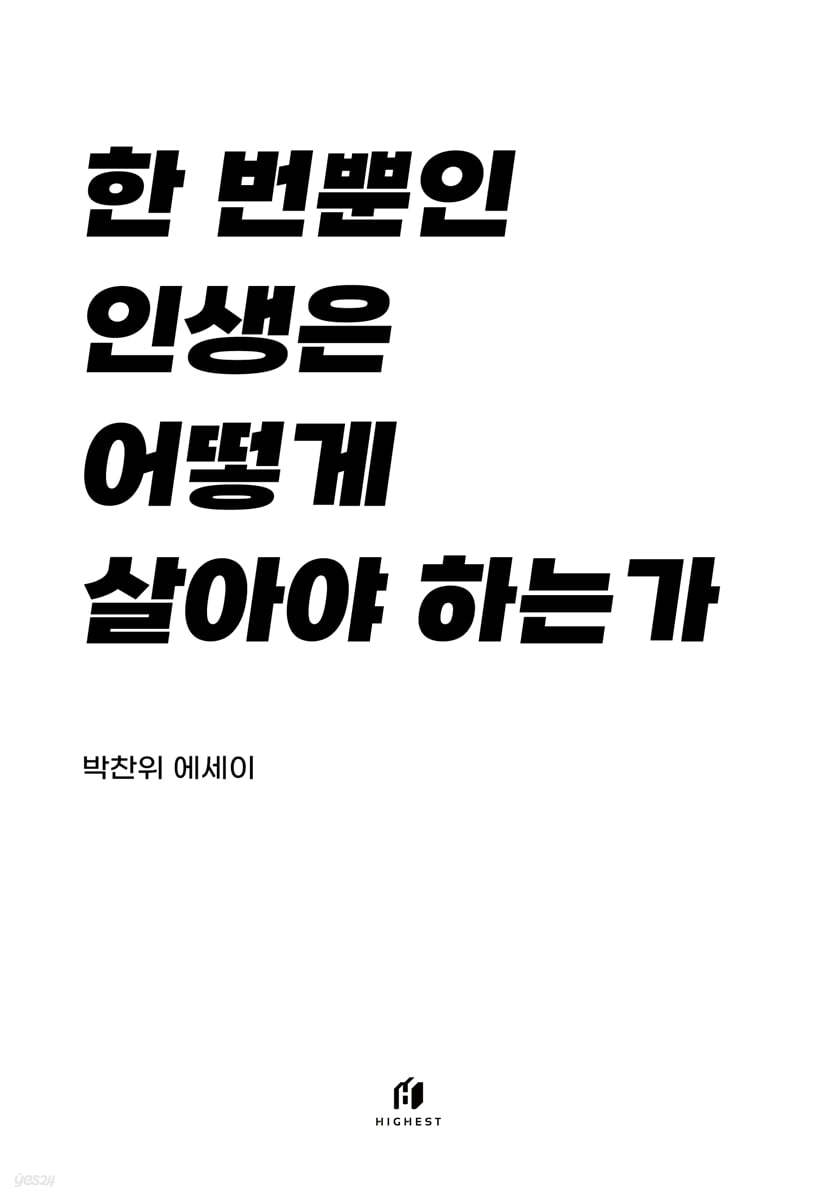 한 번뿐인
인생은
어떻게
살아야 하는가
박찬위 에세이
HIGHEST
yes24